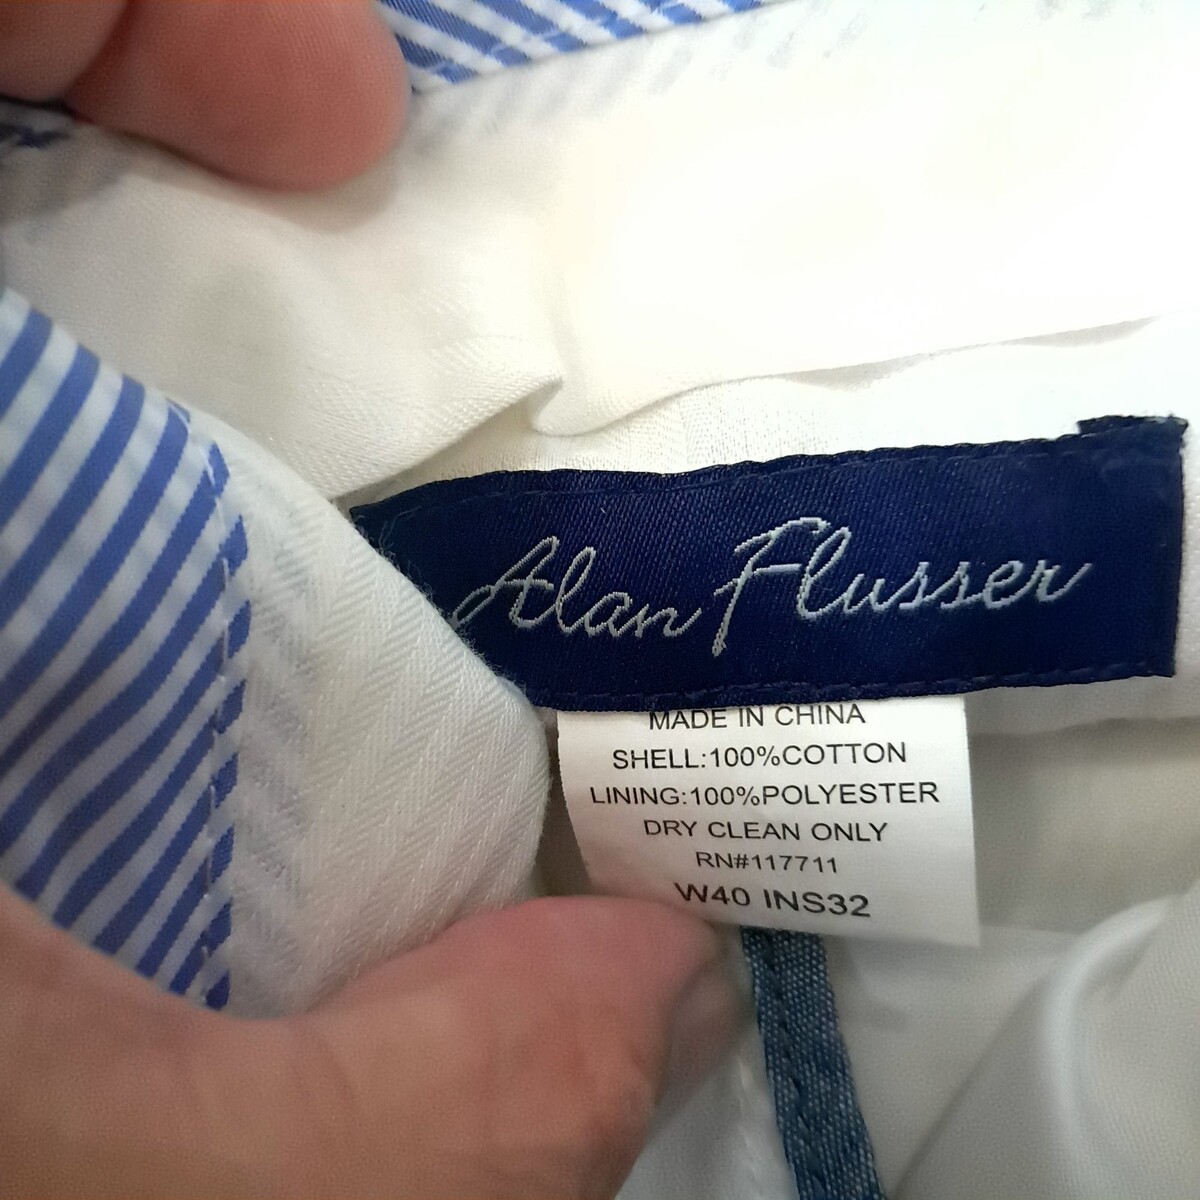 Alan Flusser
MADE IN CHINA
SHELL:100%COTTON
LINING:100%POLYESTER
DRY CLEAN ONLY
RN#117711
W40 INS32